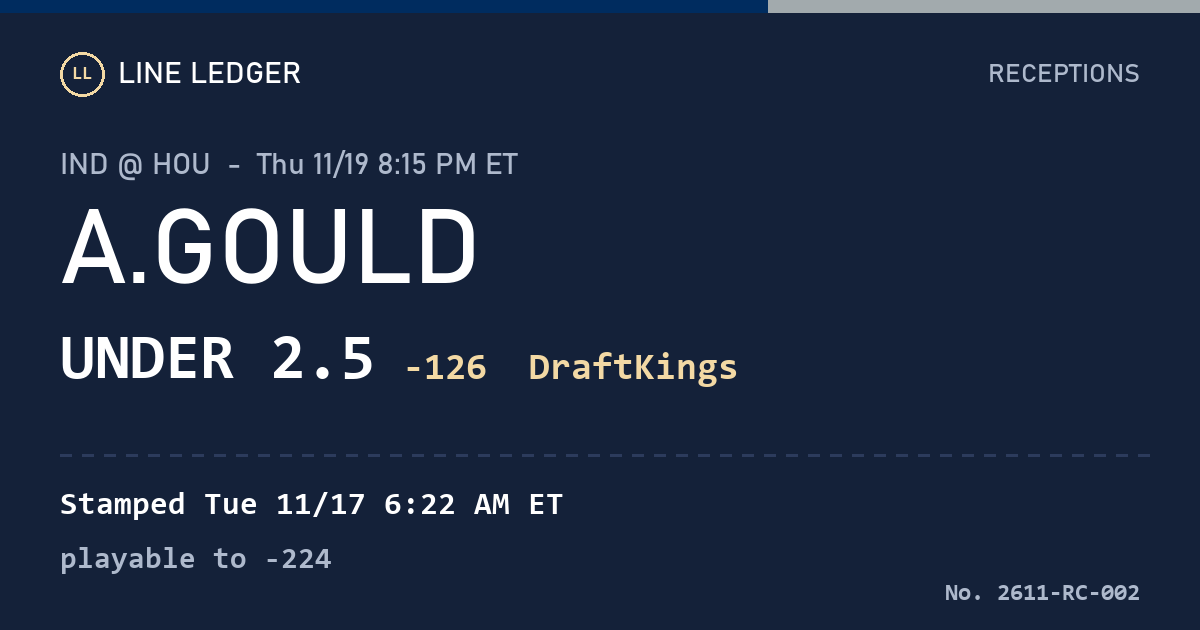 LL LINE LEDGER
RECEPTIONS
IND @ HOU - Thu 11/19 8:15 PM ET
A.GOULD
UNDER 2.5 -126 DraftKings
Stamped Tue 11/17 6:22 AM ET
playable to -224
No. 2611-RC-002